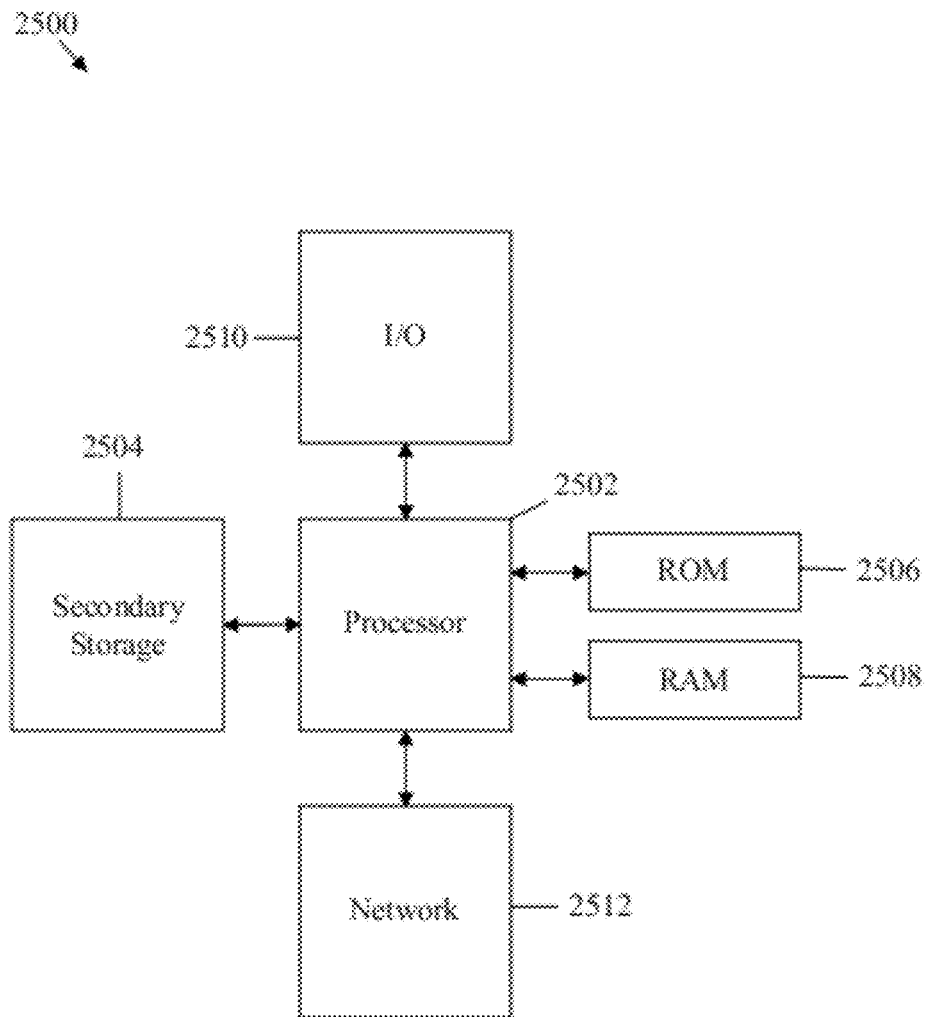 2500
I/O
2510
2504
2502
Secondary
Storage
Processor
ROM
2506
RAM
2508
Network
2512